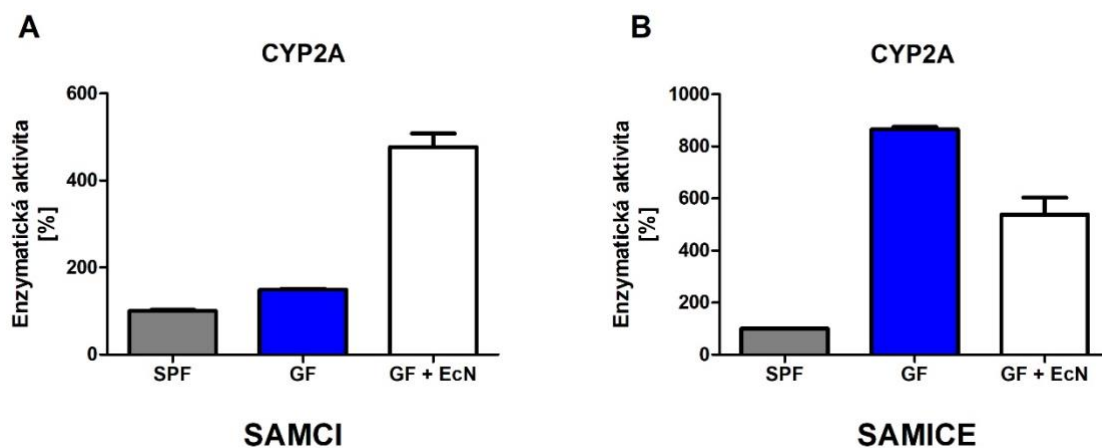 A
CYP2A
Enzymatická aktivita
[%]
600
400
200
0
SPF GF GF + EcN
SAMCI
B
CYP2A
Enzymatická aktivita
[%]
1000
800
600
400
200
0
SPF GF GF + EcN
SAMICE